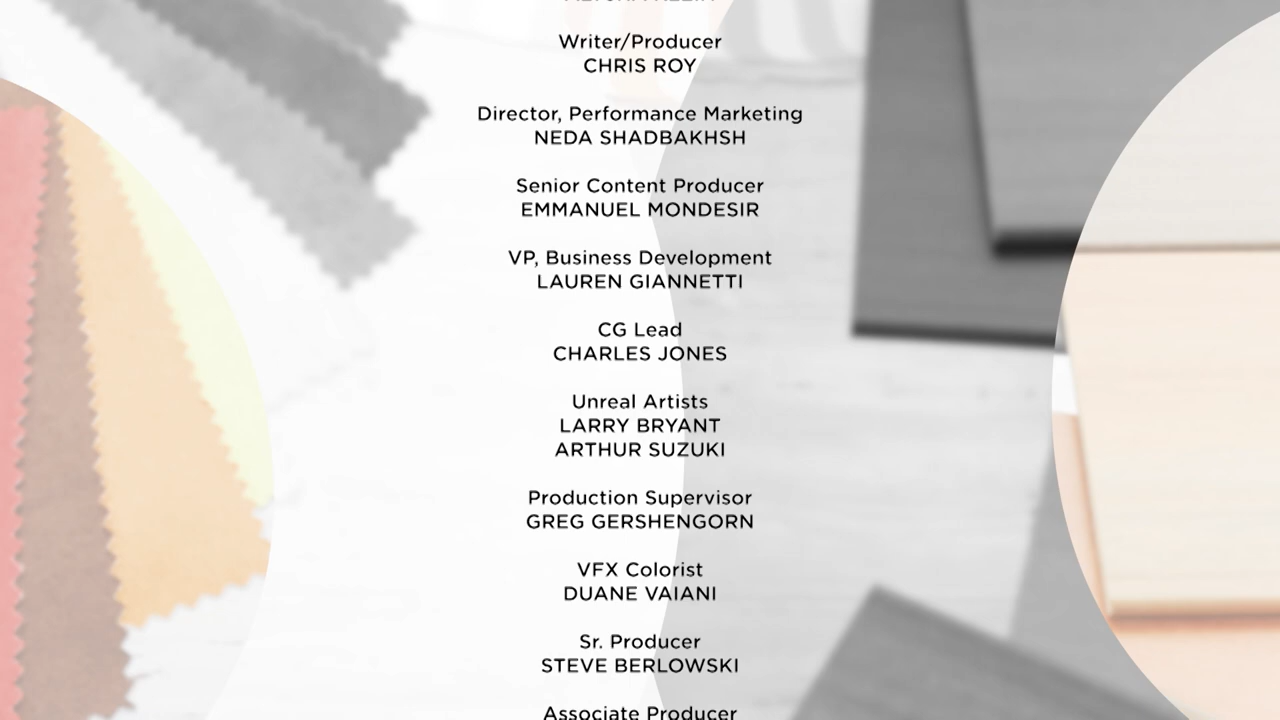 Writer/Producer
CHRIS ROY
Director, Performance Marketing
NEDA SHADBAKHSH
Senior Content Producer
EMMANUEL MONDESIR
VP, Business Development
LAUREN GIANNETTI
CG Lead
CHARLES JONES
Unreal Artists
LARRY BRYANT
ARTHUR SUZUKI
Production Supervisor
GREG GERSHENGORN
VFX Colorist
DUANE VAIANI
Sr. Producer
STEVE BERLOWSKI
Associate Producer